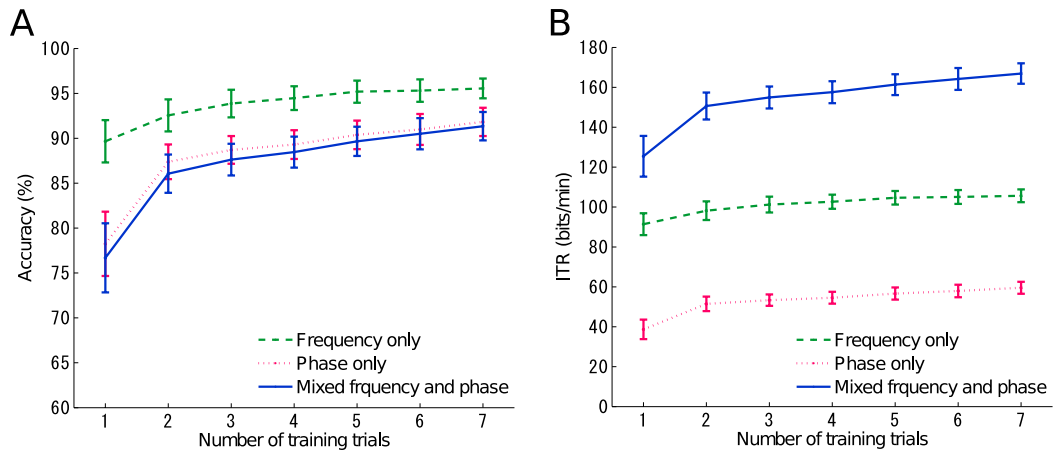 A
100
95
90
85
80
75
70
65
60
Accuracy (%)
Frequency only
Phase only
Mixed frquency and phase
1 2 3 4 5 6 7
Number of training trials
B
180
160
140
120
100
80
60
40
20
0
ITR (bits/min)
Frequency only
Phase only
Mixed frquency and phase
1 2 3 4 5 6 7
Number of training trials